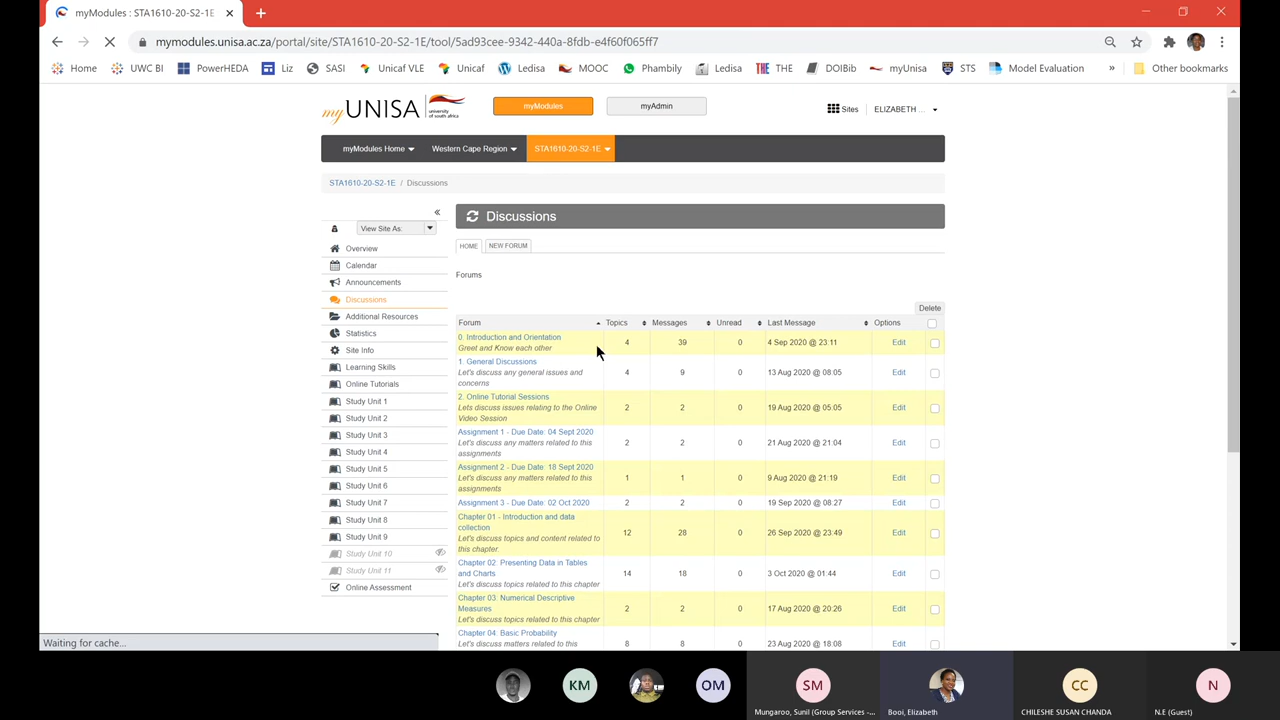 myModules : STA1610-20-S2-1E
mymodules.unisa.ac.za/portal/site/STA1610-20-S2-1E/tool/5ad93cee-9342-440a-8fdb-e4f60f065ff7
Home UWC BI PowerHEDA Liz SASI Unicaf VLE Unicaf Ledisa MOOC Phambily Ledisa THE DOIBib myUnisa STS Model Evaluation » Other bookmarks
my UNISA university of south africa myModules myAdmin Sites ELIZABETH ...
myModules Home Western Cape Region STA1610-20-S2-1E
STA1610-20-S2-1E / Discussions
«
View Site As:
Overview
Calendar
Announcements
Discussions
Additional Resources
Statistics
Site Info
Learning Skills
Online Tutorials
Study Unit 1
Study Unit 2
Study Unit 3
Study Unit 4
Study Unit 5
Study Unit 6
Study Unit 7
Study Unit 8
Study Unit 9
Study Unit 10
Study Unit 11
Online Assessment
Discussions
HOME NEW FORUM
Forums
Delete
Forum Topics Messages Unread Last Message Options
0. Introduction and Orientation
Greet and Know each other
4 39 0 4 Sep 2020 @ 23:11 Edit
1. General Discussions
Let's discuss any general issues and
concerns
4 9 0 13 Aug 2020 @ 08:05 Edit
2. Online Tutorial Sessions
Lets discuss issues relating to the Online
Video Session
2 2 0 19 Aug 2020 @ 05:05 Edit
Assignment 1 - Due Date: 04 Sept 2020
Let's discuss any matters related to this
assignments
2 2 0 21 Aug 2020 @ 21:04 Edit
Assignment 2 - Due Date: 18 Sept 2020
Let's discuss any matters related to this
assignments
1 1 0 9 Aug 2020 @ 21:19 Edit
Assignment 3 - Due Date: 02 Oct 2020
2 2 0 19 Sep 2020 @ 08:27 Edit
Chapter 01 - Introduction and data
collection
Let's discuss topics and content related to
this chapter.
12 28 0 26 Sep 2020 @ 23:49 Edit
Chapter 02: Presenting Data in Tables
and Charts
Let's discuss topics related to this chapter
14 18 0 3 Oct 2020 @ 01:44 Edit
Chapter 03: Numerical Descriptive
Measures
Let's discuss topics related to this chapter
2 2 0 17 Aug 2020 @ 20:26 Edit
Chapter 04: Basic Probability
Let's discuss matters related to this
8 8 0 23 Aug 2020 @ 18:08 Edit
Waiting for cache...
KM OM SM CC N
Mungaroo, Sunil (Group Services -... Booi, Elizabeth CHILESHE SUSAN CHANDA N.E (Guest)